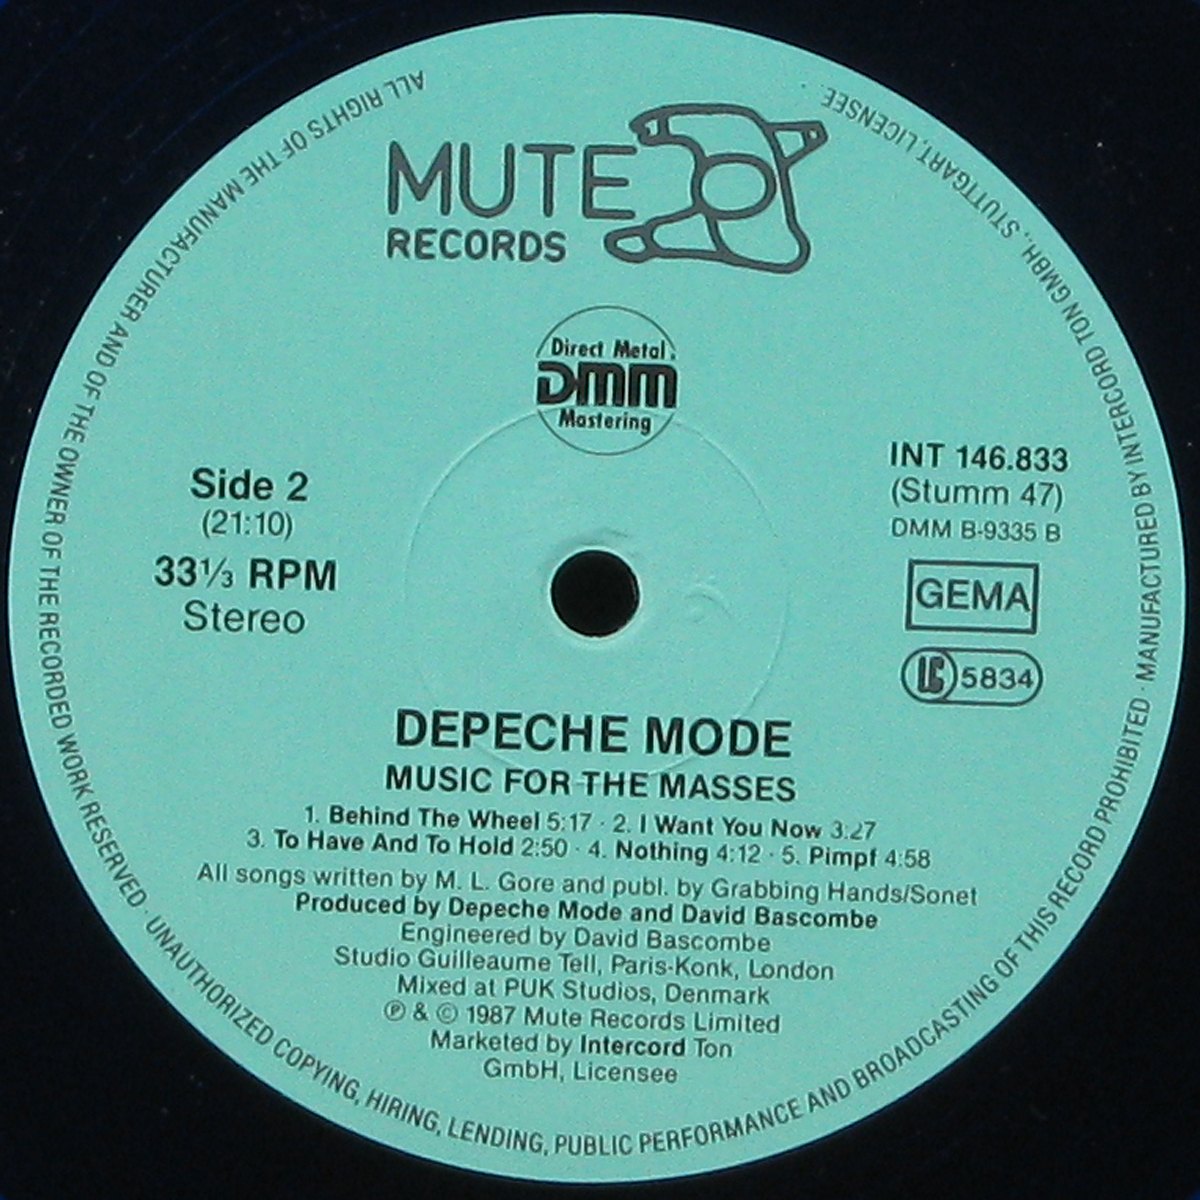 MUTE
RECORDS
Direct Metal
DMM
Mastering
Side 2
(21:10)
33⅓ RPM
Stereo
INT 146.833
(Stumm 47)
DMM B-9335 B
GEMA
LC 5834
DEPECHE MODE
MUSIC FOR THE MASSES
1. Behind The Wheel 5:17 · 2. I Want You Now 3:27
3. To Have And To Hold 2:50 · 4. Nothing 4:12 · 5. Pimpf 4:58
All songs written by M. L. Gore and publ. by Grabbing Hands/Sonet
Produced by Depeche Mode and David Bascombe
Engineered by David Bascombe
Studio Guilleaume Tell, Paris-Konk, London
Mixed at PUK Studios, Denmark
℗ & © 1987 Mute Records Limited
Marketed by Intercord Ton
GmbH, Licensee
ALL RIGHTS OF THE MANUFACTURER AND OF THE OWNER OF THE RECORDED WORK RESERVED · UNAUTHORIZED COPYING, HIRING, LENDING, PUBLIC PERFORMANCE AND BROADCASTING OF THIS RECORD PROHIBITED · MANUFACTURED BY INTERCORD TON GMBH., STUTTGART, LICENSEE